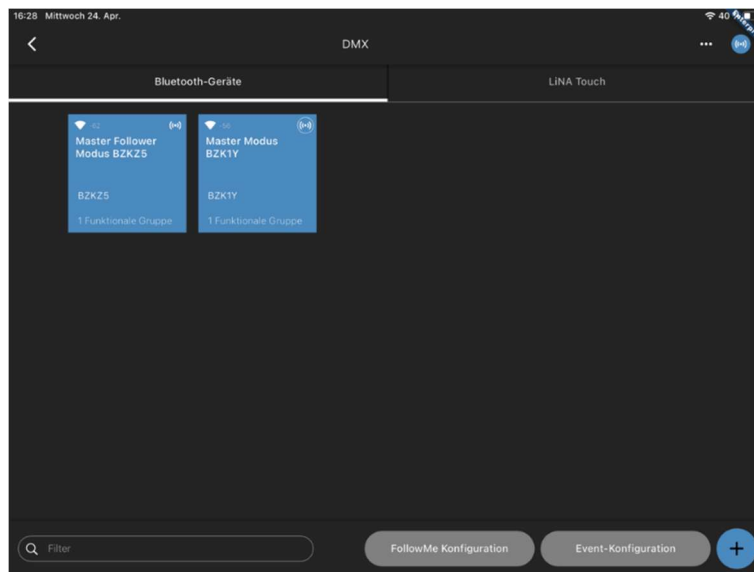 16:28 Mittwoch 24. Apr.
40
DMX
Bluetooth-Geräte
LiNA Touch
Master Follower
Modus BZKZ5
BZKZ5
1 Funktionale Gruppe
Master Modus
BZK1Y
BZK1Y
1 Funktionale Gruppe
Filter
FollowMe Konfiguration
Event-Konfiguration